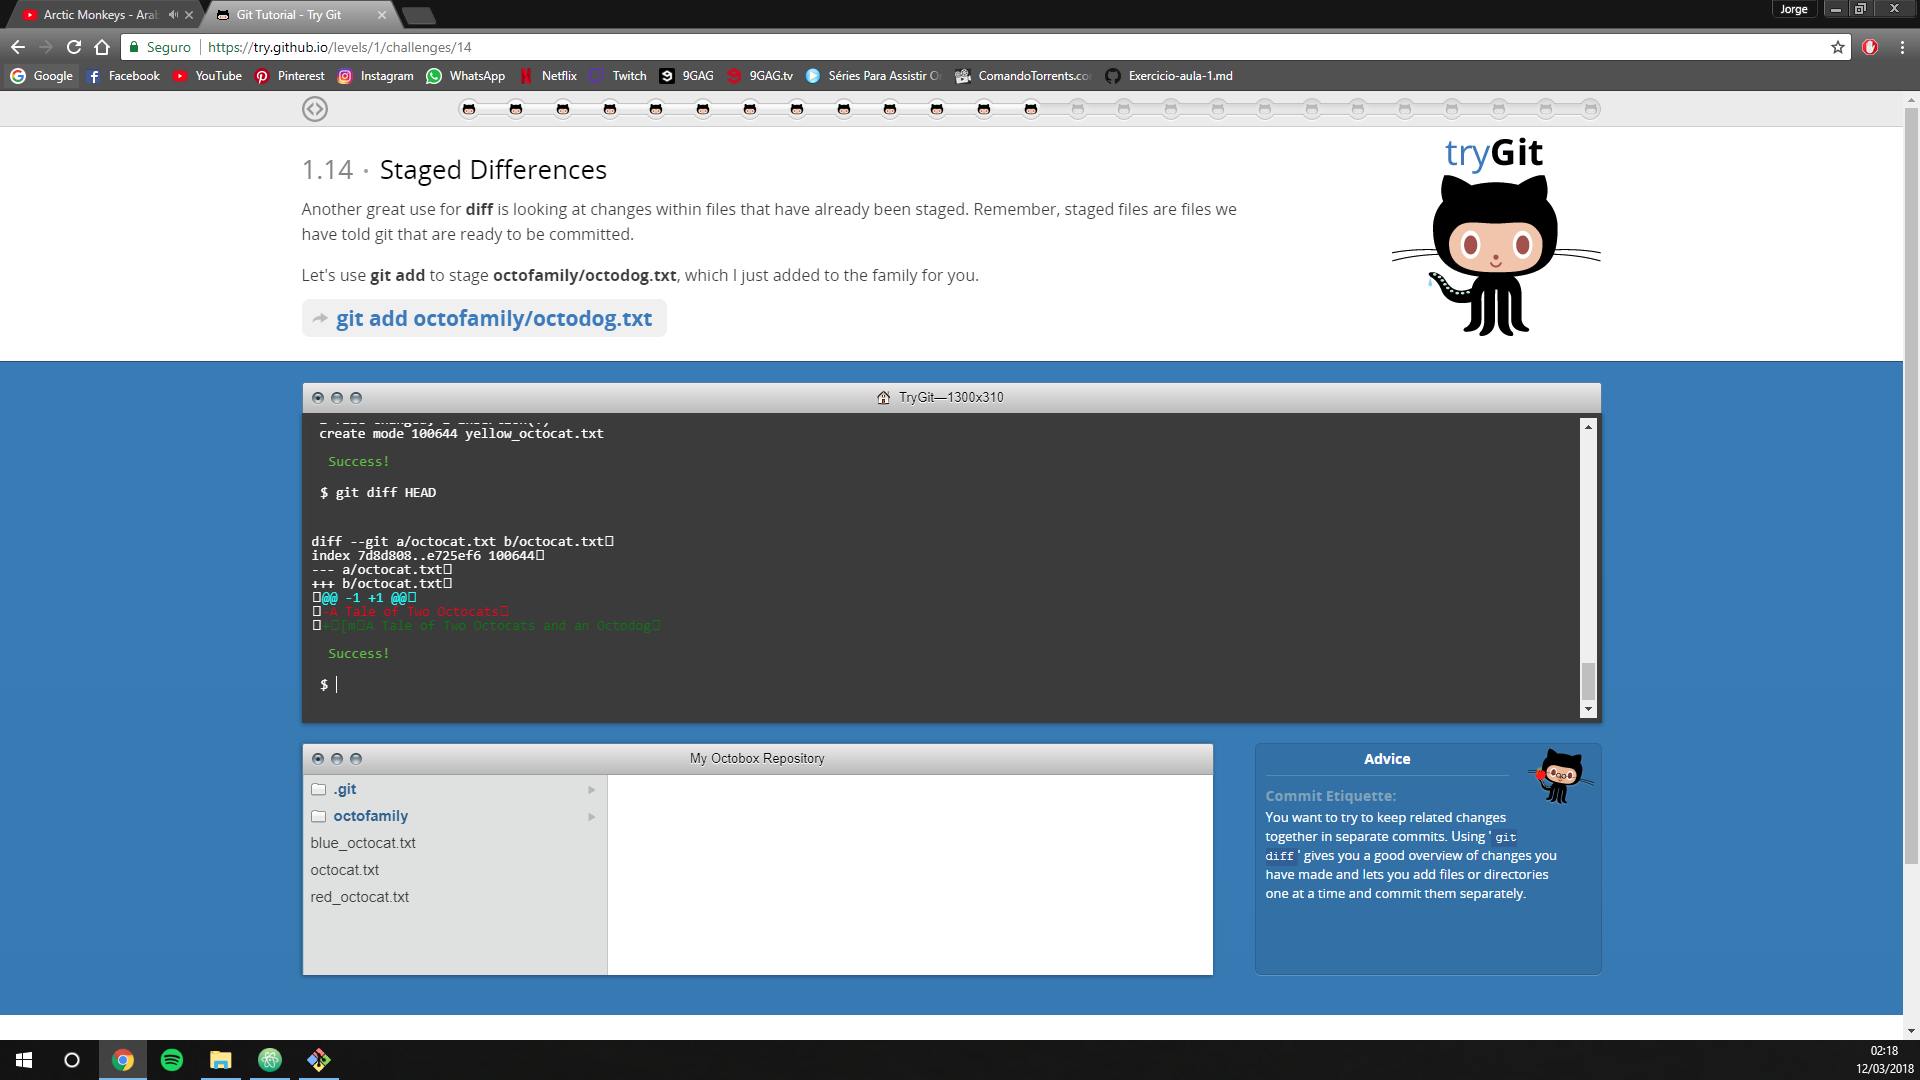 Arctic Monkeys - Ara
Git Tutorial - Try Git
Jorge
Seguro
https://try.github.io/levels/1/challenges/14
Google
Facebook
YouTube
Pinterest
Instagram
WhatsApp
Netflix
Twitch
9GAG
9GAG.tv
Séries Para Assistir On
ComandoTorrents.co
Exercicio-aula-1.md
1.14 · Staged Differences
tryGit
Another great use for diff is looking at changes within files that have already been staged. Remember, staged files are files we
have told git that are ready to be committed.
Let's use git add to stage octofamily/octodog.txt, which I just added to the family for you.
git add octofamily/octodog.txt
TryGit—1300x310
create mode 100644 yellow_octocat.txt
Success!
$ git diff HEAD
diff --git a/octocat.txt b/octocat.txt
index 7d8d808..e725ef6 100644
--- a/octocat.txt
+++ b/octocat.txt
@@ -1 +1 @@
-A Tale of Two Octocats
+[mA Tale of Two Octocats and an Octodog
Success!
$
My Octobox Repository
.git
octofamily
blue_octocat.txt
octocat.txt
red_octocat.txt
Advice
Commit Etiquette:
You want to try to keep related changes
together in separate commits. Using ' git
diff ' gives you a good overview of changes you
have made and lets you add files or directories
one at a time and commit them separately.
02:18
12/03/2018